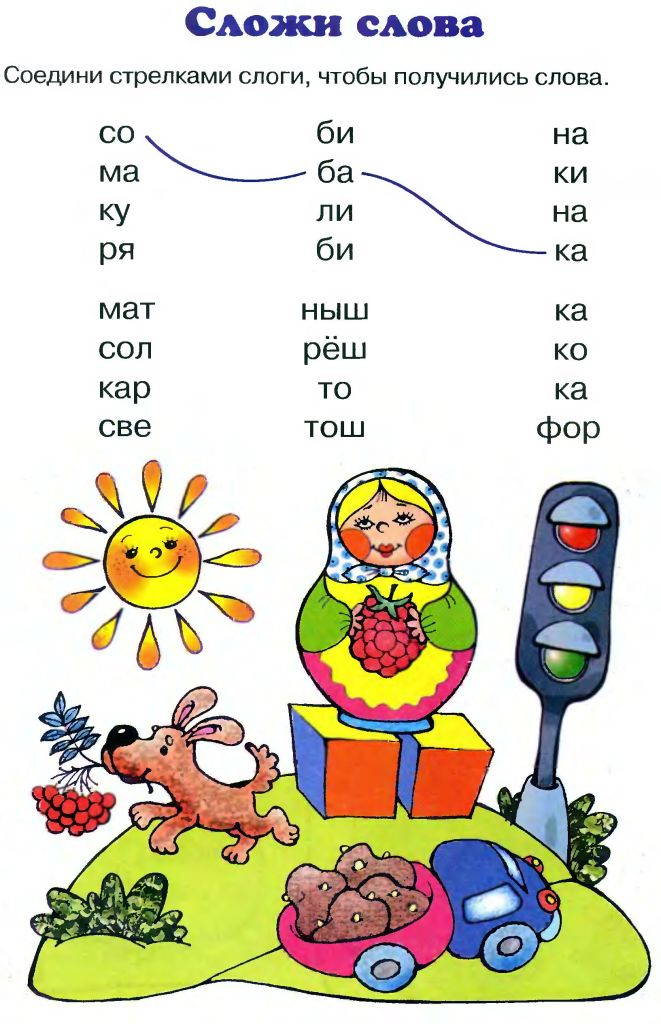 Сложи слова
Соедини стрелками слоги, чтобы получились слова.
со би на
ма ба ки
ку ли на
ря би ка
мат ныш ка
сол рёш ко
кар то ка
све тош фор